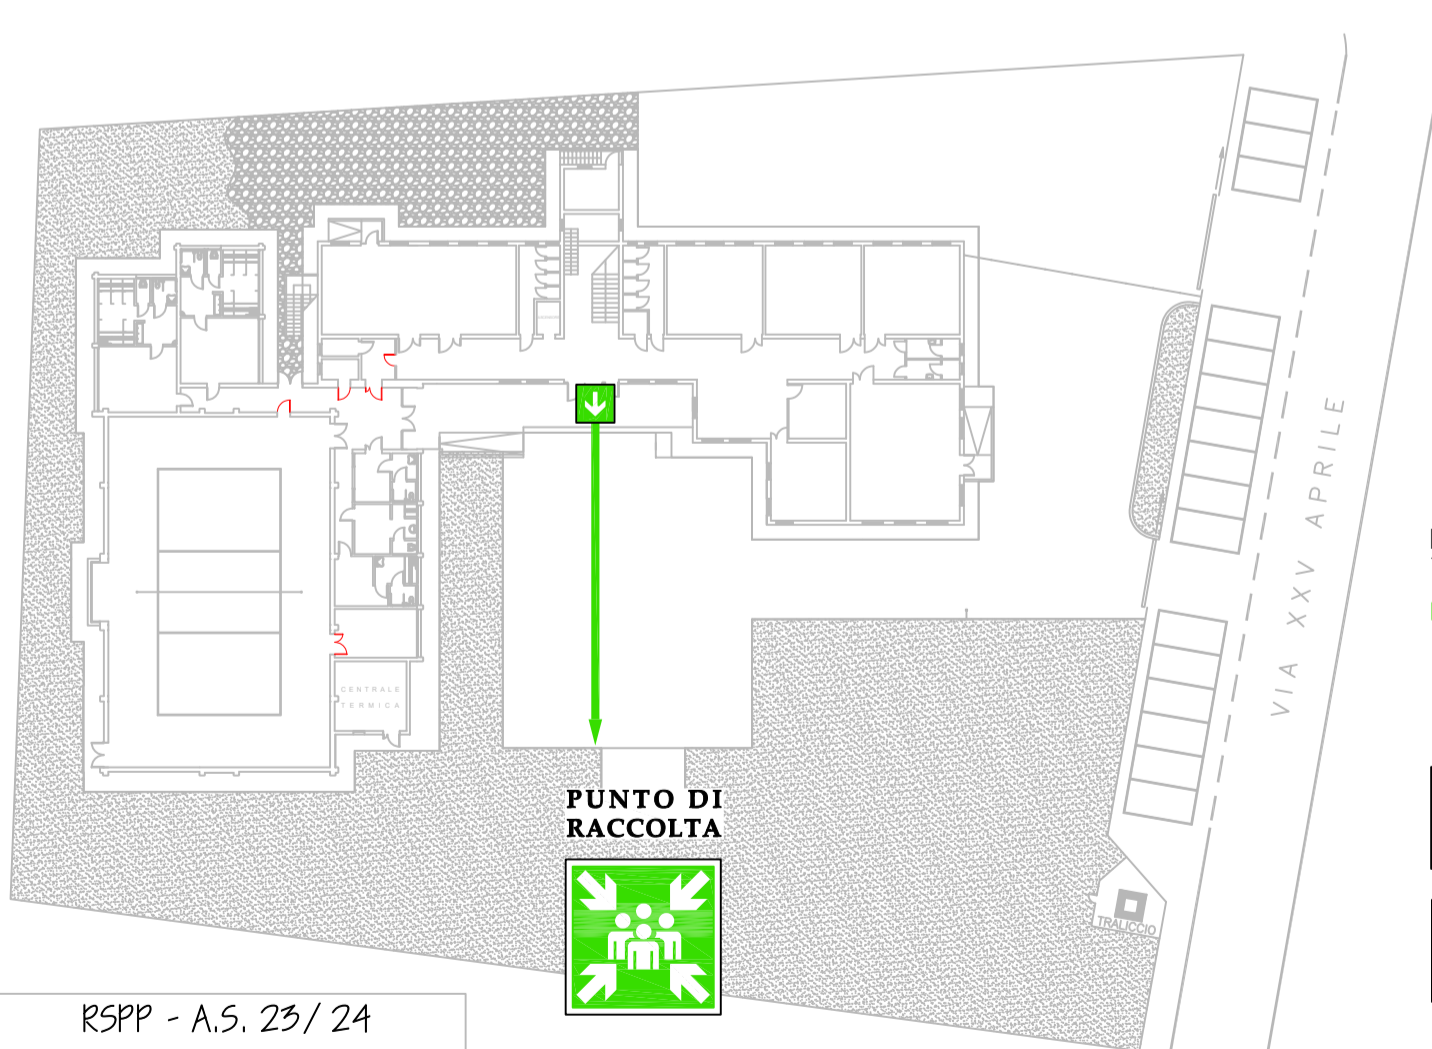 VIA XXV APRILE
CENTRALE
TERMICA
PUNTO DI
RACCOLTA
TRALICCIO
RSPP - A.S. 23/24